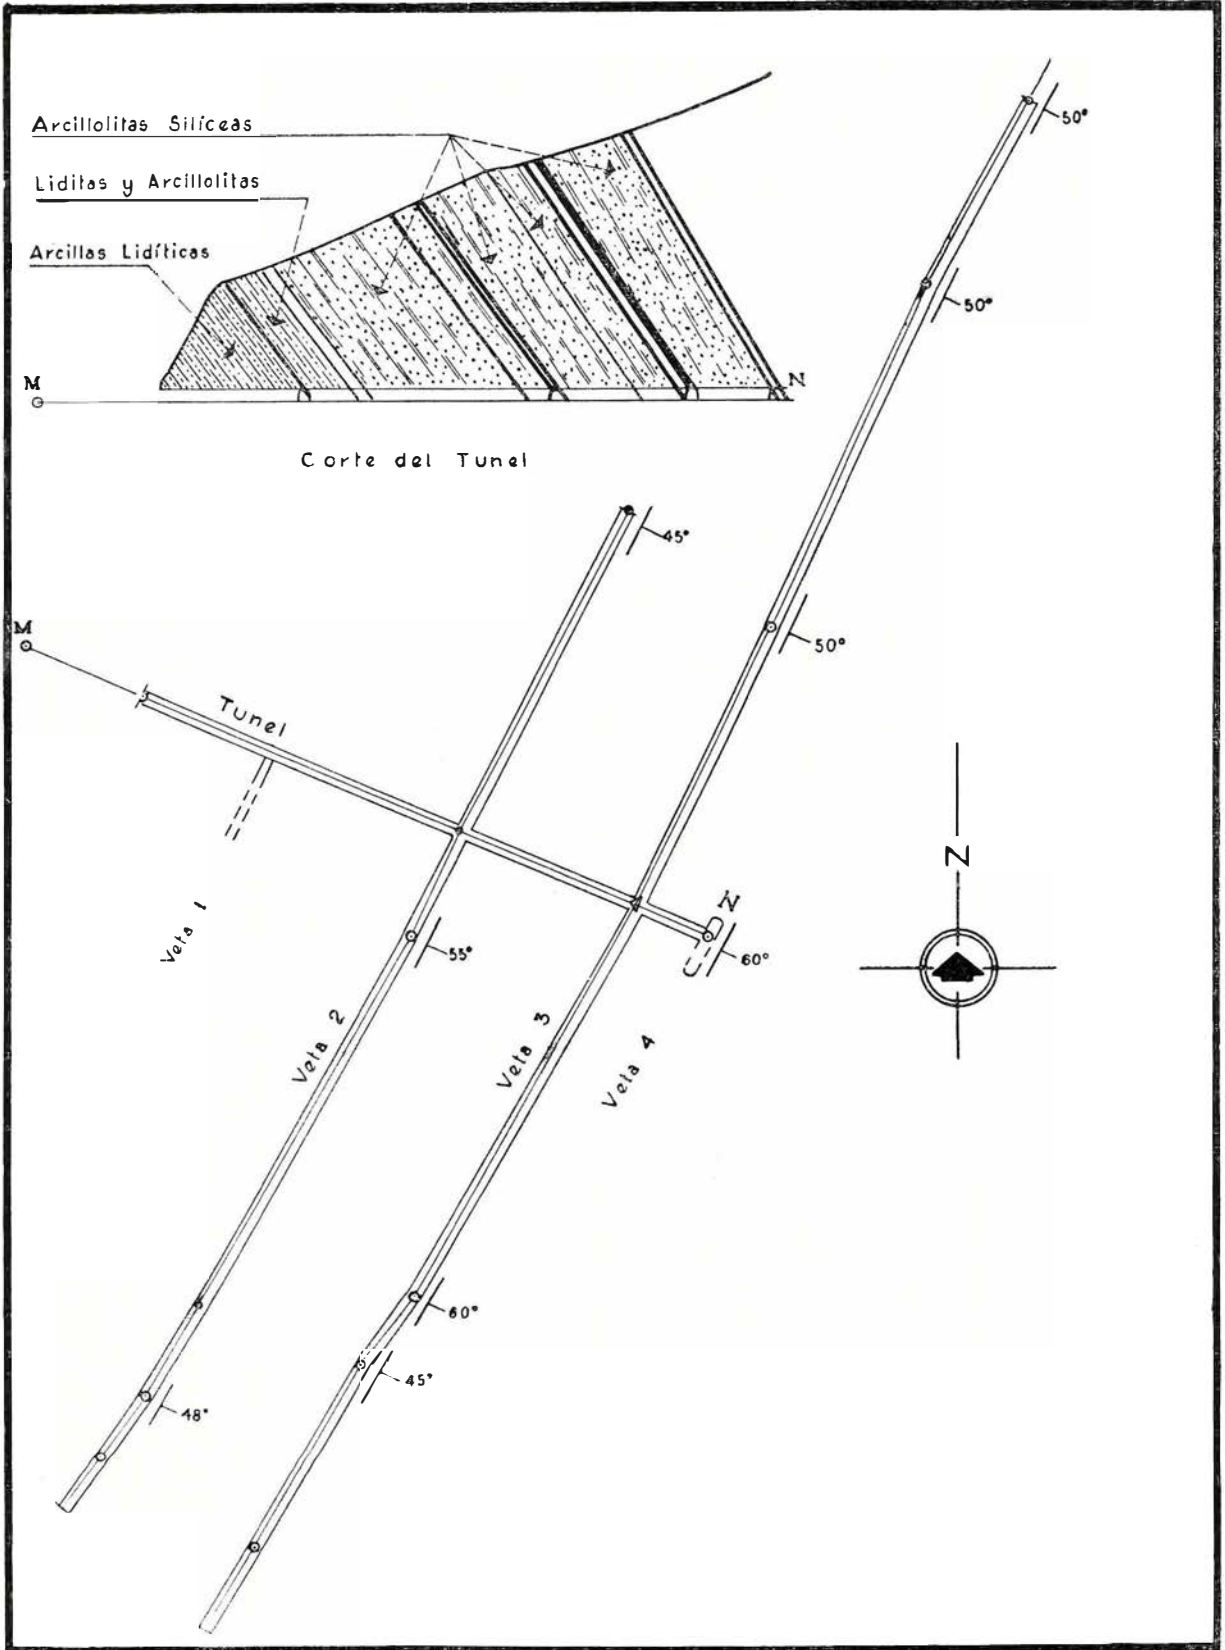 Arcillolitas Silíceas
Liditas y Arcillolitas
Arcillas Lidíticas
M
N
Corte del Tunel
50°
50°
45°
M
50°
Tunel
N
N
Veta 1
55°
60°
Veta 2
Veta 3
Veta 4
60°
45°
48°